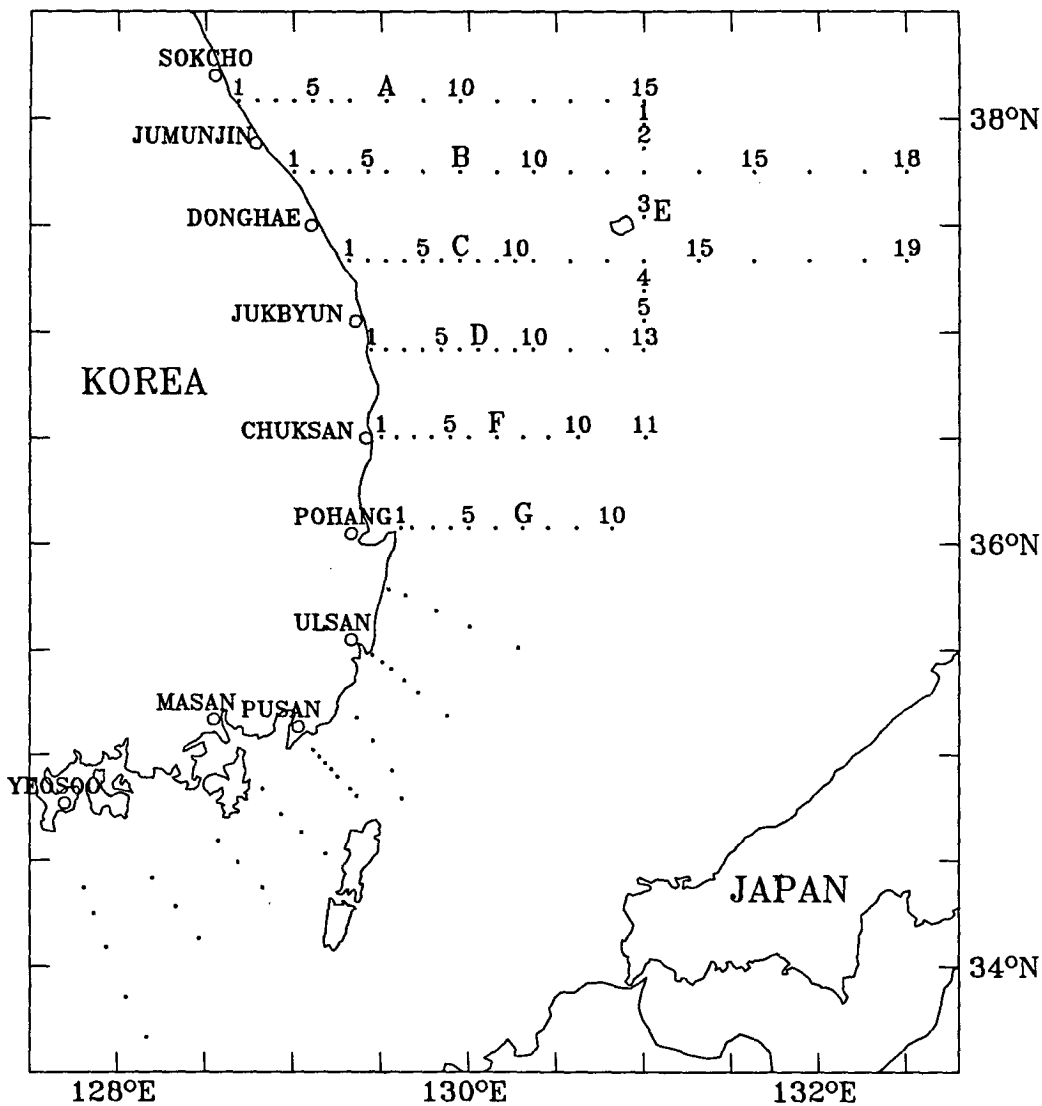 SOKCHO
1 5 A 10 15
1
38°N
JUMUNJIN
2
1 5 B 10 15 18
DONGHAE
3 E
1 5 C 10 15 19
4
JUKBYUN
5
1 5 D 10 13
KOREA
CHUKSAN
1 5 F 10 11
POHANG
1 5 G 10
36°N
ULSAN
MASAN
PUSAN
YEOSOO
JAPAN
34°N
128°E 130°E 132°E